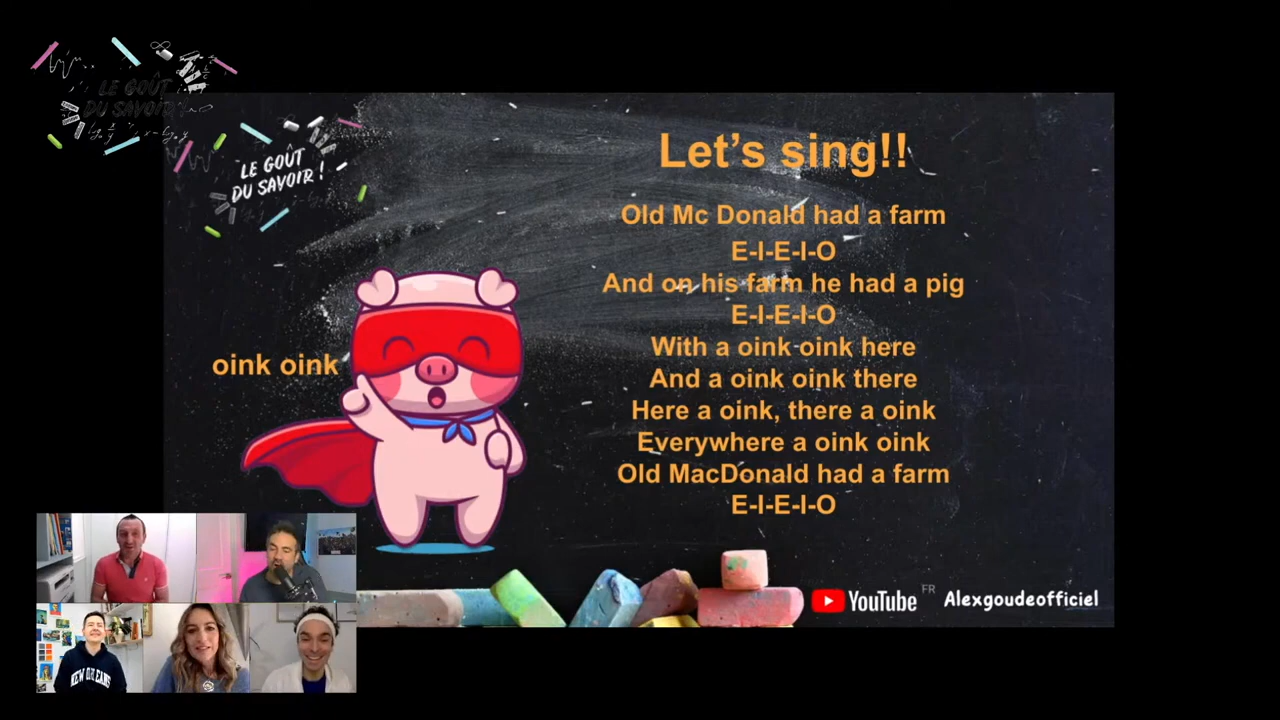 LE GOÛT
DU SAVOIR !
LE GOÛT
DU SAVOIR !
Let’s sing!!
Old Mc Donald had a farm
E-I-E-I-O
And on his farm he had a pig
E-I-E-I-O
With a oink oink here
And a oink oink there
Here a oink, there a oink
Everywhere a oink oink
Old MacDonald had a farm
E-I-E-I-O
oink oink
YouTube FR
Alexgoudeofficiel
NEW ORLEANS